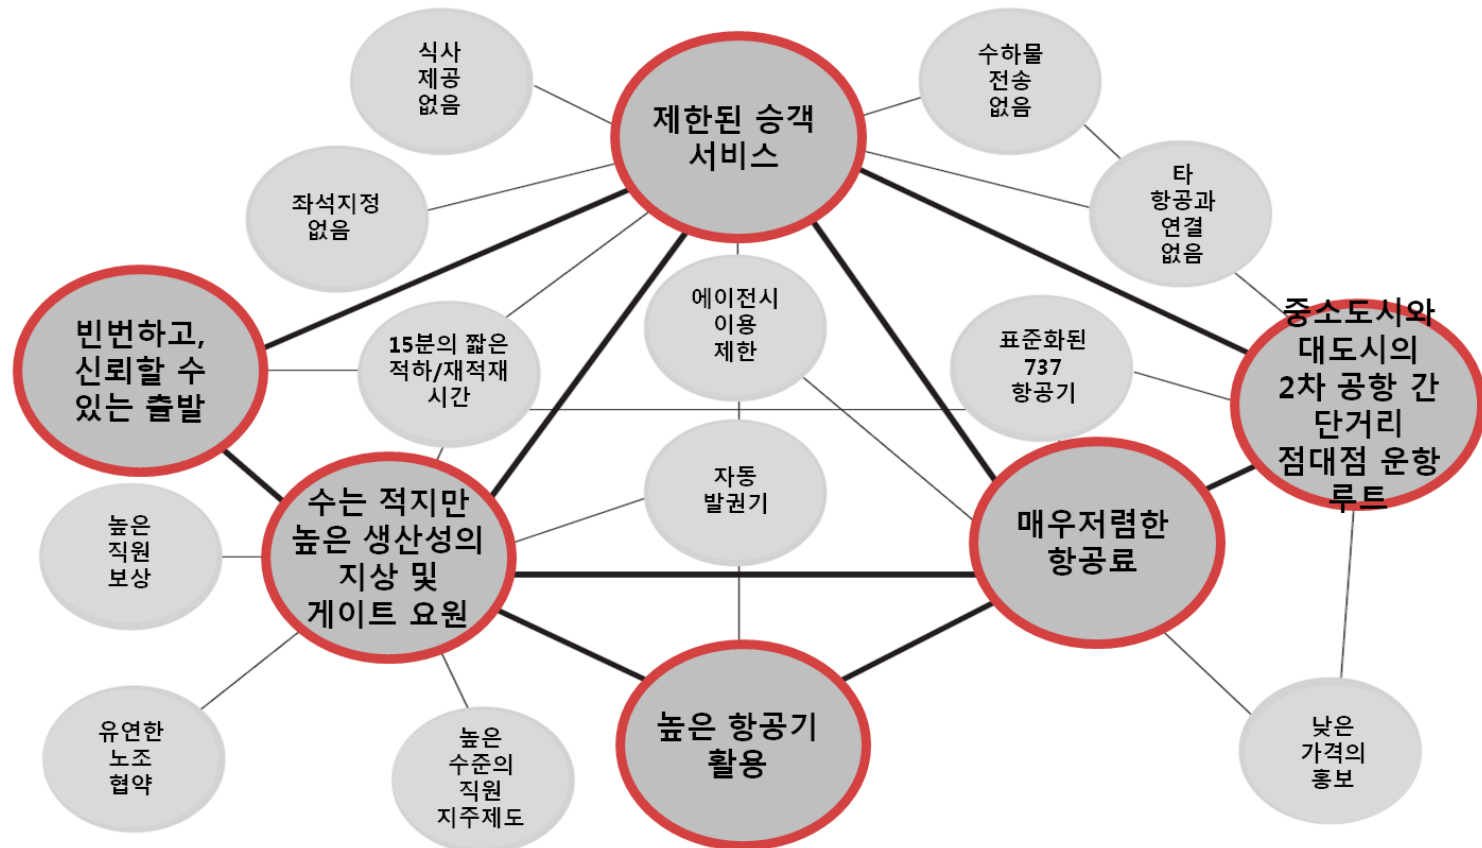 식사
제공
없음
제한된 승객
서비스
수하물
전송
없음
좌석지정
없음
타
항공과
연결
없음
빈번하고,
신뢰할 수
있는 출발
15분의 짧은
적하/재적재
시간
에이전시
이용
제한
표준화된
737
항공기
중소도시와
대도시의
2차 공항 간
단거리
점대점 운항
루트
높은
직원
보상
수는 적지만
높은 생산성의
지상 및
게이트 요원
자동
발권기
매우저렴한
항공료
유연한
노조
협약
높은
수준의
직원
지주제도
높은 항공기
활용
낮은
가격의
홍보